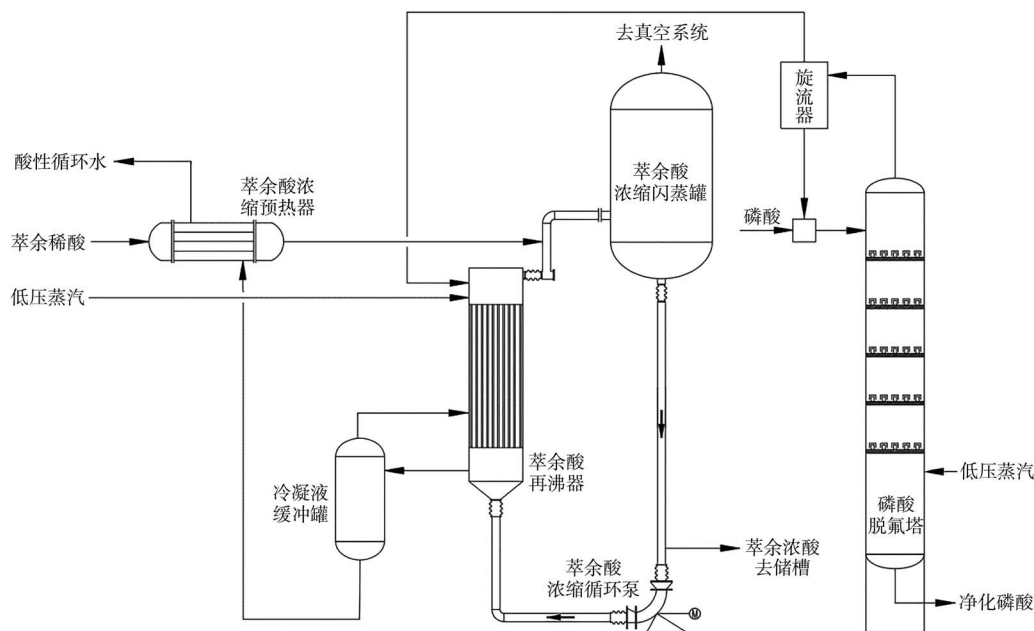 去真空系统
旋
流
器
酸性循环水
萃余酸浓
缩预热器
萃余酸
浓缩闪蒸罐
磷酸
萃余稀酸
低压蒸汽
萃余酸
再沸器
低压蒸汽
冷凝液
缓冲罐
磷酸
脱氟塔
萃余浓酸
去储槽
萃余酸
浓缩循环泵
M
净化磷酸